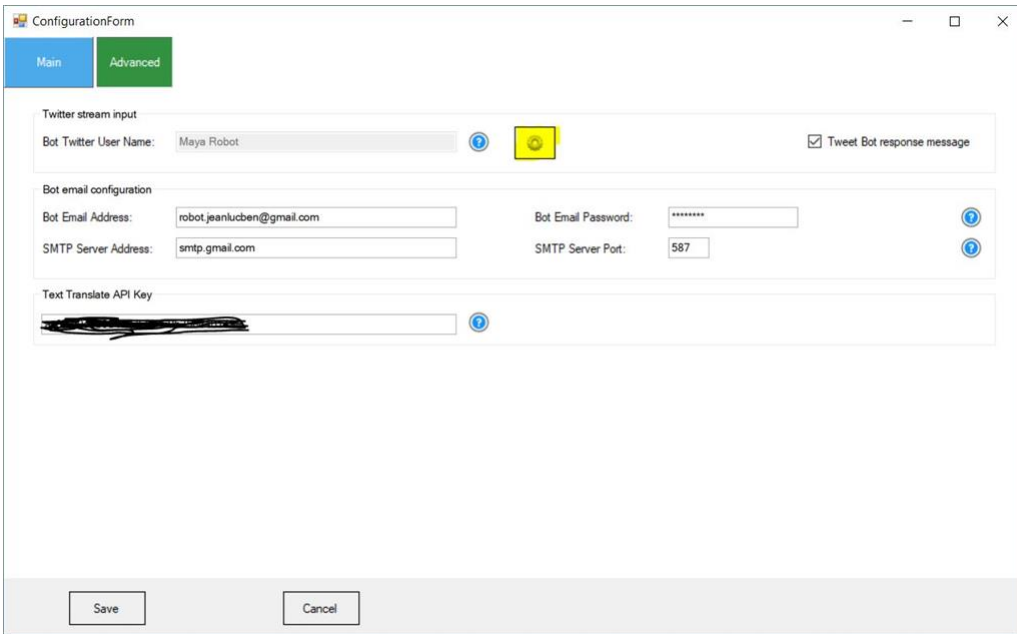 ConfigurationForm
Main
Advanced
Twitter stream input
Bot Twitter User Name:
Maya Robot
Tweet Bot response message
Bot email configuration
Bot Email Address:
robot.jeanlucben@gmail.com
Bot Email Password:
********
SMTP Server Address:
smtp.gmail.com
SMTP Server Port:
587
Text Translate API Key
Save
Cancel